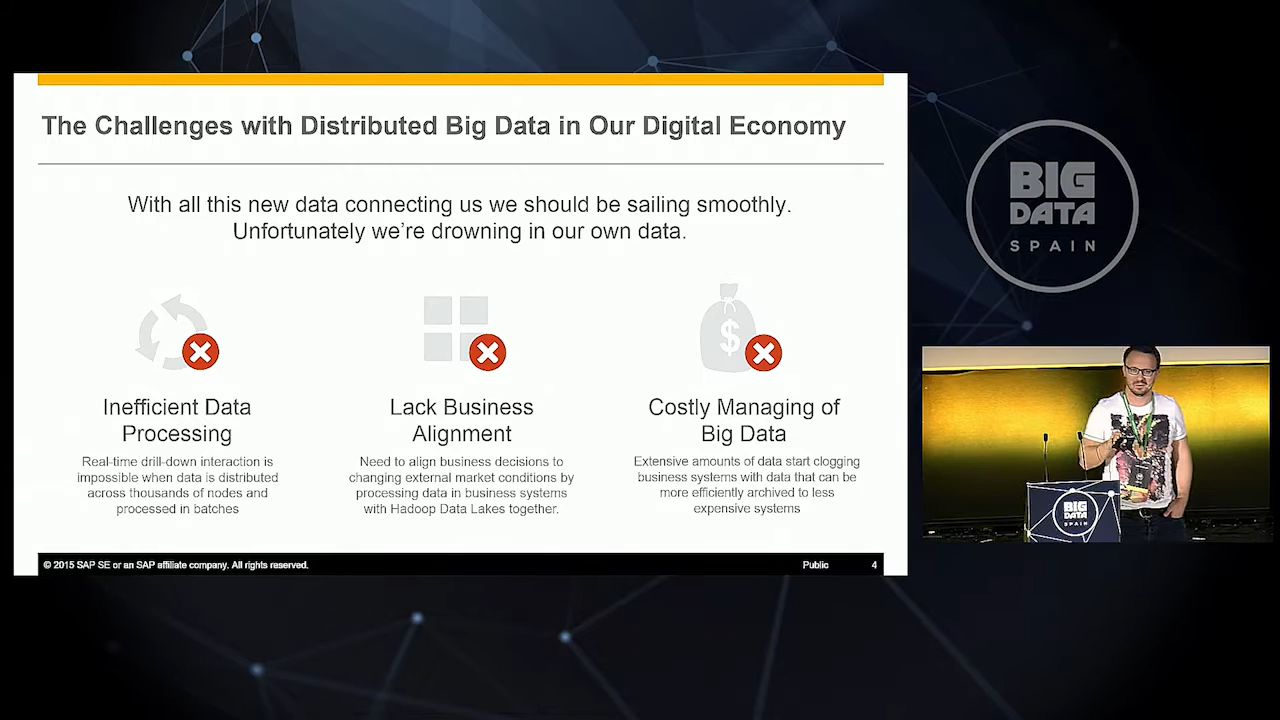 The Challenges with Distributed Big Data in Our Digital Economy
With all this new data connecting us we should be sailing smoothly.
Unfortunately we’re drowning in our own data.
$
Inefficient Data
Processing
Real-time drill-down interaction is
impossible when data is distributed
across thousands of nodes and
processed in batches
Lack Business
Alignment
Need to align business decisions to
changing external market conditions by
processing data in business systems
with Hadoop Data Lakes together.
Costly Managing of
Big Data
Extensive amounts of data start clogging
business systems with data that can be
more efficiently archived to less
expensive systems
© 2015 SAP SE or an SAP affiliate company. All rights reserved.
Public
4
BIG
DATA
SPAIN
BIG
DATA
SPAIN